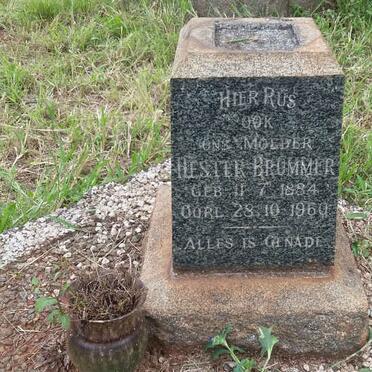 HIER RUS
OOK
ONS MOEDER
HESTER BRUMMER
GEB. 11.7.1884
OORL. 28.10.1960
ALLES IS GENADE